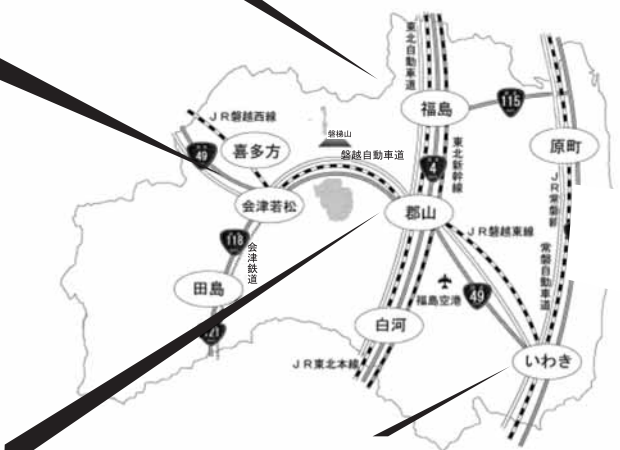 東北自動車道
福島
115
JR磐越西線
49
喜多方
磐梯山
磐越自動車道
4
東北新幹線
原町
会津若松
郡山
JR常磐線
118
会津鉄道
JR磐越東線
常磐自動車道
田島
福島空港
49
白河
121
JR東北本線
いわき